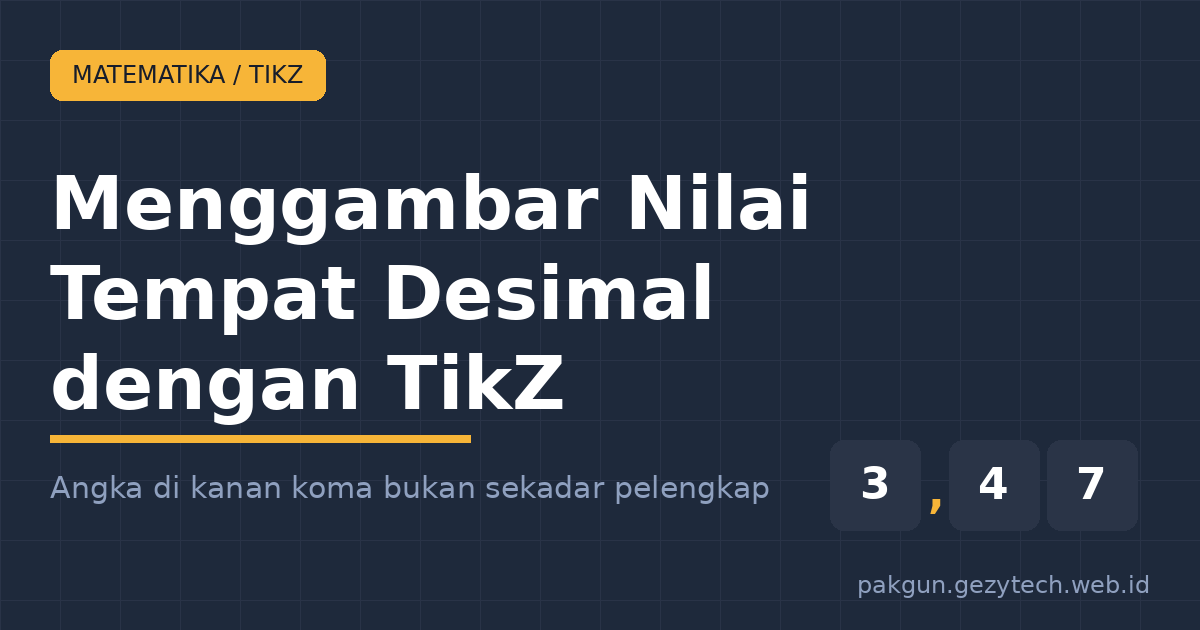 MATEMATIKA / TIKZ
Menggambar Nilai
Tempat Desimal
dengan TikZ
Angka di kanan koma bukan sekadar pelengkap
3 , 4 7
pakgun.gezytech.web.id